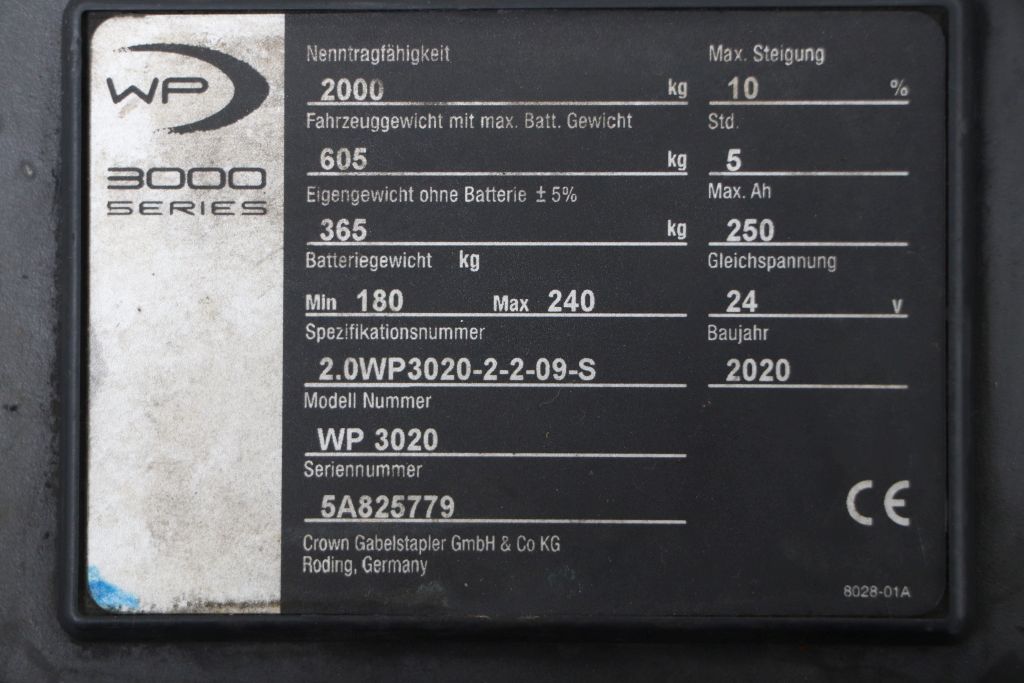 WP
3000
SERIES
Nenntragfähigkeit
2000 kg
Fahrzeuggewicht mit max. Batt. Gewicht
605 kg
Eigengewicht ohne Batterie ± 5%
365 kg
Batteriegewicht kg
Min 180 Max 240
Spezifikationsnummer
2.0WP3020-2-2-09-S
Modell Nummer
WP 3020
Seriennummer
5A825779
Crown Gabelstapler GmbH & Co KG
Roding, Germany
Max. Steigung
10 %
Std.
5
Max. Ah
250
Gleichspannung
24 v
Baujahr
2020
CE
8028-01A